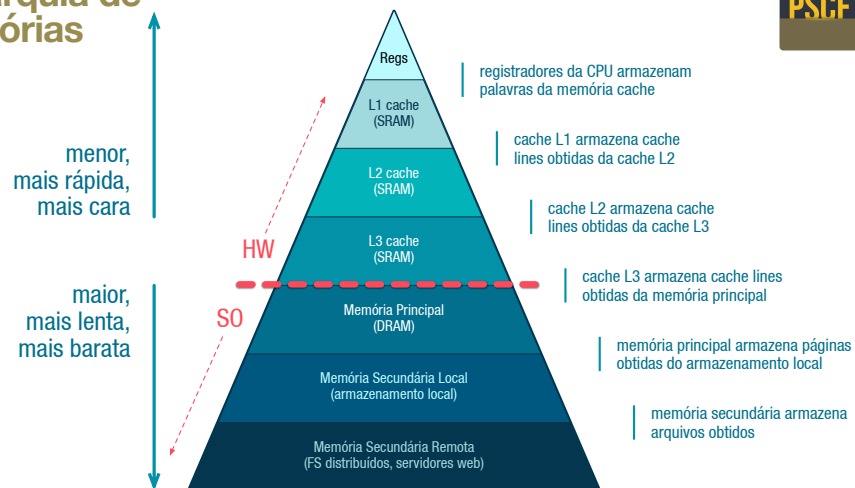 órias
PSCF
Regs
registradores da CPU armazenam
palavras da memória cache
L1 cache
(SRAM)
cache L1 armazena cache
lines obtidas da cache L2
menor,
mais rápida,
mais cara
L2 cache
(SRAM)
cache L2 armazena cache
lines obtidas da cache L3
HW
L3 cache
(SRAM)
cache L3 armazena cache lines
obtidas da memória principal
maior,
mais lenta,
mais barata
SO
Memória Principal
(DRAM)
memória principal armazena páginas
obtidas do armazenamento local
Memória Secundária Local
(armazenamento local)
memória secundária armazena
arquivos obtidos
Memória Secundária Remota
(FS distribuídos, servidores web)